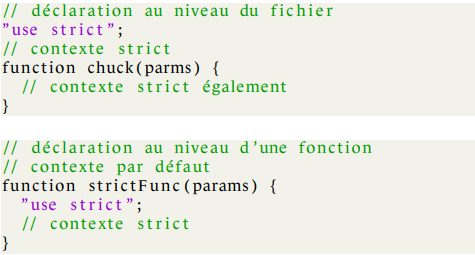 // déclaration au niveau du fichier
"use strict";
// contexte strict
function chuck(parms) {
// contexte strict également
}
// déclaration au niveau d'une fonction
// contexte par défaut
function strictFunc(params) {
"use strict";
// contexte strict
}